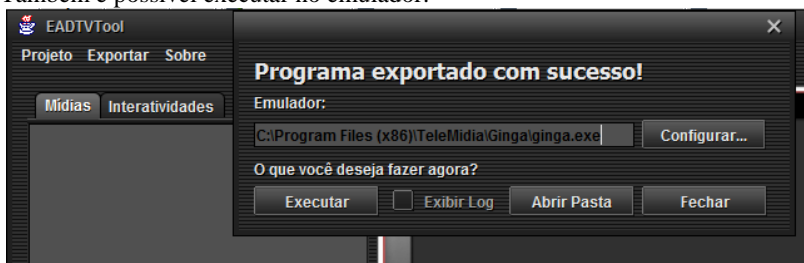 Também é possível executar no emulador.
EADTVTool
Projeto Exportar Sobre
Mídias Interatividades
Programa exportado com sucesso!
Emulador:
C:\Program Files (x86)\TeleMidia\Ginga\ginga.exe Configurar...
O que você deseja fazer agora?
Executar Exibir Log Abrir Pasta Fechar